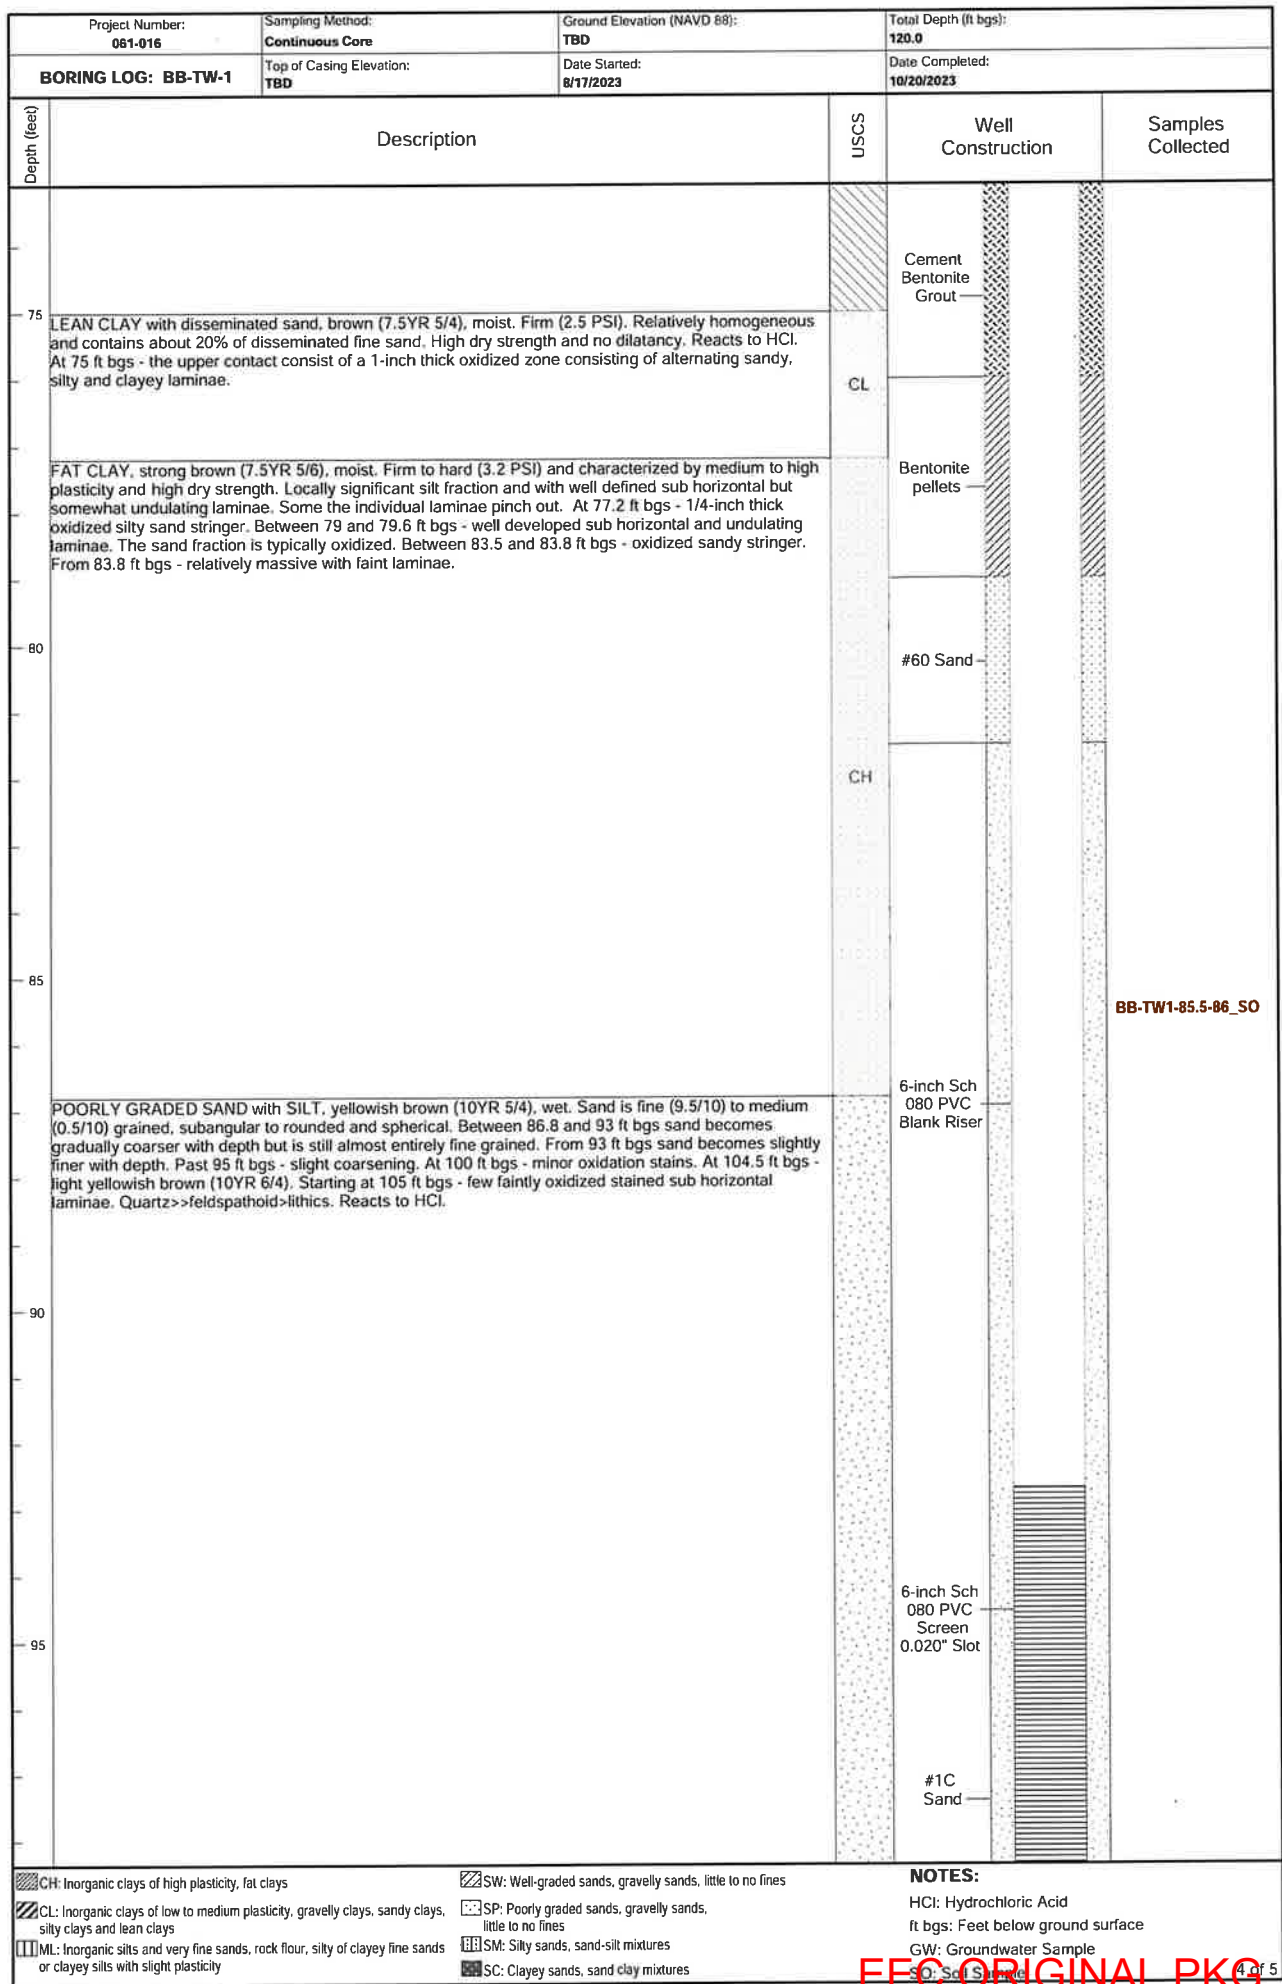 Project Number:
061-016
Sampling Method:
Continuous Core
Ground Elevation (NAVD 88):
TBD
Total Depth (ft bgs):
120.0
BORING LOG: BB-TW-1
Top of Casing Elevation:
TBD
Date Started:
8/17/2023
Date Completed:
10/20/2023
Depth (feet)
Description
USCS
Well
Construction
Samples
Collected
Cement
Bentonite
Grout
75
LEAN CLAY with disseminated sand, brown (7.5YR 5/4), moist. Firm (2.5 PSI). Relatively homogeneous
and contains about 20% of disseminated fine sand. High dry strength and no dilatancy. Reacts to HCl.
At 75 ft bgs - the upper contact consist of a 1-inch thick oxidized zone consisting of alternating sandy,
silty and clayey laminae.
CL
FAT CLAY, strong brown (7.5YR 5/6), moist. Firm to hard (3.2 PSI) and characterized by medium to high
plasticity and high dry strength. Locally significant silt fraction and with well defined sub horizontal but
somewhat undulating laminae. Some the individual laminae pinch out. At 77.2 ft bgs - 1/4-inch thick
oxidized silty sand stringer. Between 79 and 79.6 ft bgs - well developed sub horizontal and undulating
laminae. The sand fraction is typically oxidized. Between 83.5 and 83.8 ft bgs - oxidized sandy stringer.
From 83.8 ft bgs - relatively massive with faint laminae.
Bentonite
pellets
80
#60 Sand
CH
85
BB-TW1-85.5-86_SO
6-inch Sch
080 PVC
Blank Riser
POORLY GRADED SAND with SILT, yellowish brown (10YR 5/4), wet. Sand is fine (9.5/10) to medium
(0.5/10) grained, subangular to rounded and spherical. Between 86.8 and 93 ft bgs sand becomes
gradually coarser with depth but is still almost entirely fine grained. From 93 ft bgs sand becomes slightly
finer with depth. Past 95 ft bgs - slight coarsening. At 100 ft bgs - minor oxidation stains. At 104.5 ft bgs -
light yellowish brown (10YR 6/4). Starting at 105 ft bgs - few faintly oxidized stained sub horizontal
laminae. Quartz>>feldspathoid>lithics. Reacts to HCl.
90
6-inch Sch
080 PVC
Screen
0.020" Slot
95
#1C
Sand
CH: Inorganic clays of high plasticity, fat clays
CL: Inorganic clays of low to medium plasticity, gravelly clays, sandy clays,
silty clays and lean clays
ML: Inorganic silts and very fine sands, rock flour, silty of clayey fine sands
or clayey silts with slight plasticity
SW: Well-graded sands, gravelly sands, little to no fines
SP: Poorly graded sands, gravelly sands,
little to no fines
SM: Silty sands, sand-silt mixtures
SC: Clayey sands, sand clay mixtures
NOTES:
HCl: Hydrochloric Acid
ft bgs: Feet below ground surface
GW: Groundwater Sample
SO: Soil Sample
4 of 5
ORIGINAL PKG